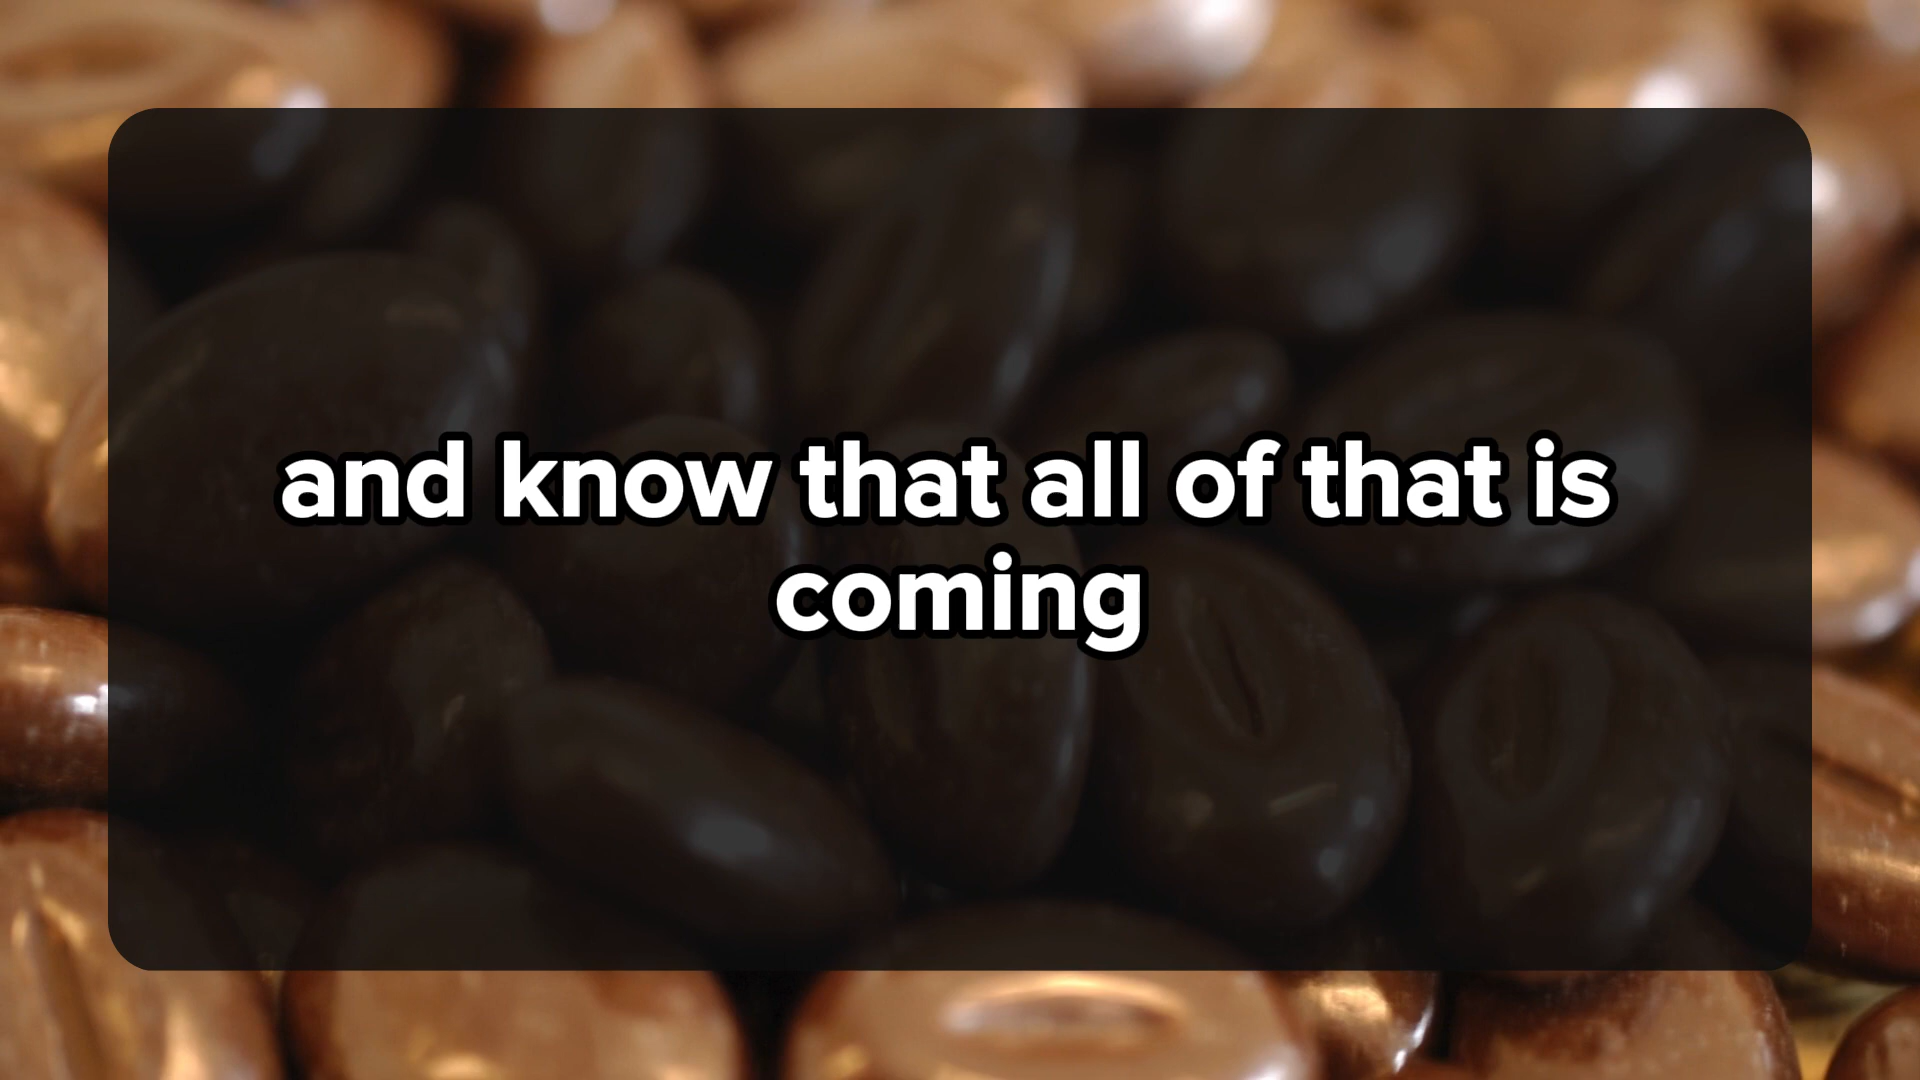 and know that all of that is
coming